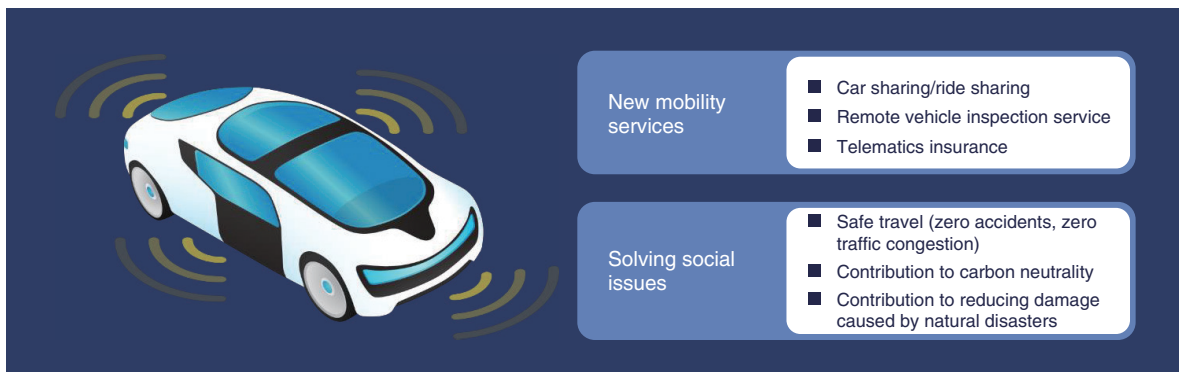 New mobility
services
■ Car sharing/ride sharing
■ Remote vehicle inspection service
■ Telematics insurance
Solving social
issues
■ Safe travel (zero accidents, zero
traffic congestion)
■ Contribution to carbon neutrality
■ Contribution to reducing damage
caused by natural disasters